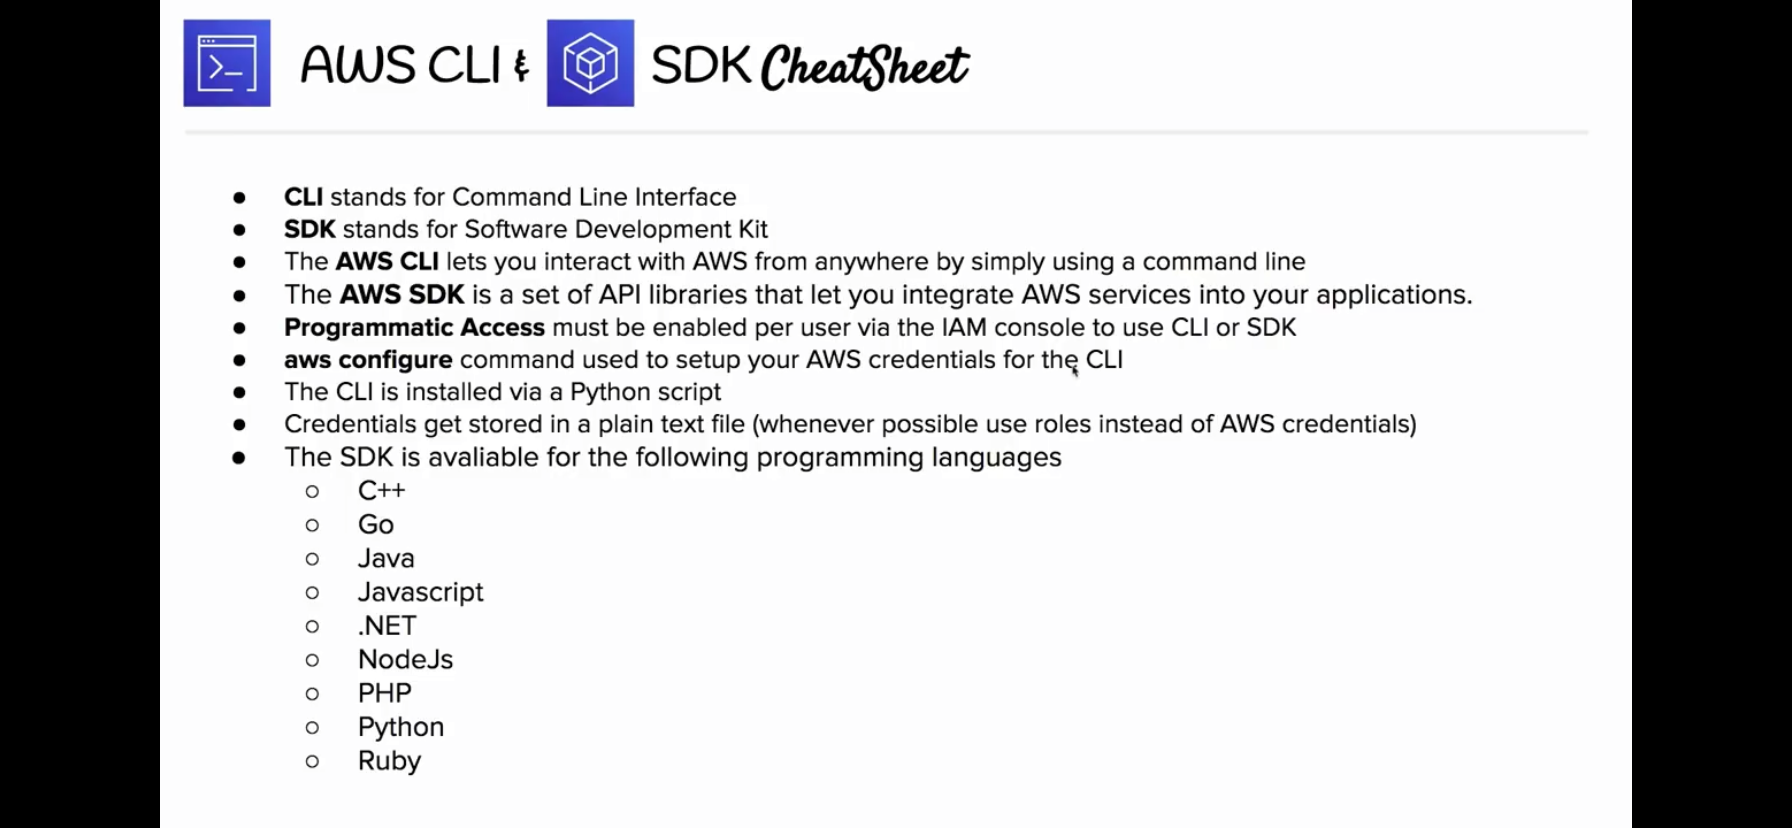 >_
AWS CLI & SDK CheatSheet
● CLI stands for Command Line Interface
● SDK stands for Software Development Kit
● The AWS CLI lets you interact with AWS from anywhere by simply using a command line
● The AWS SDK is a set of API libraries that let you integrate AWS services into your applications.
● Programmatic Access must be enabled per user via the IAM console to use CLI or SDK
● aws configure command used to setup your AWS credentials for the CLI
● The CLI is installed via a Python script
● Credentials get stored in a plain text file (whenever possible use roles instead of AWS credentials)
● The SDK is avaliable for the following programming languages
○ C++
○ Go
○ Java
○ Javascript
○ .NET
○ NodeJs
○ PHP
○ Python
○ Ruby